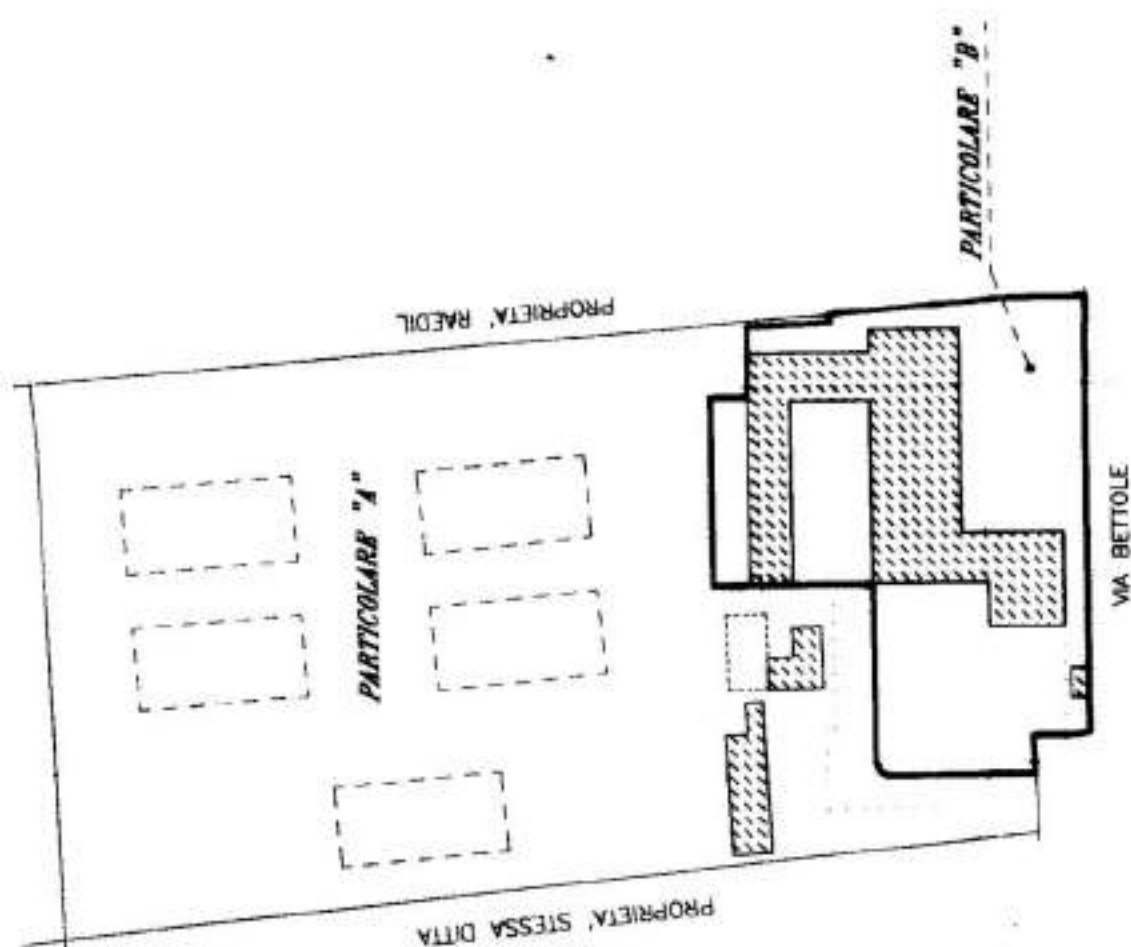 PARTICOLARE "B"
PROPRIETA' RAEDIL
PARTICOLARE "A"
VIA BETTOLE
PROPRIETA' STESSA DITTA